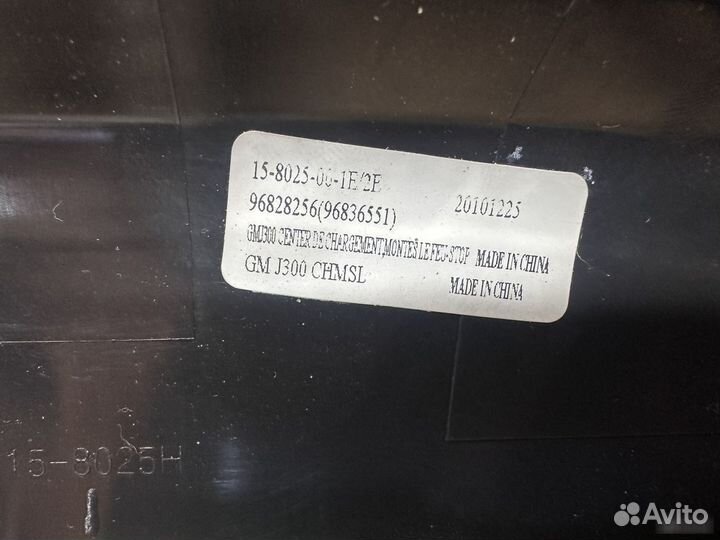 15-8025-00-1E/2E 20101225
96828256(96836551)
GMJ300 CENTER DE CHARGEMENT,MONTES LE FEU-STOP MADE IN CHINA
GM J300 CHMSL MADE IN CHINA
15-8025H
Avito